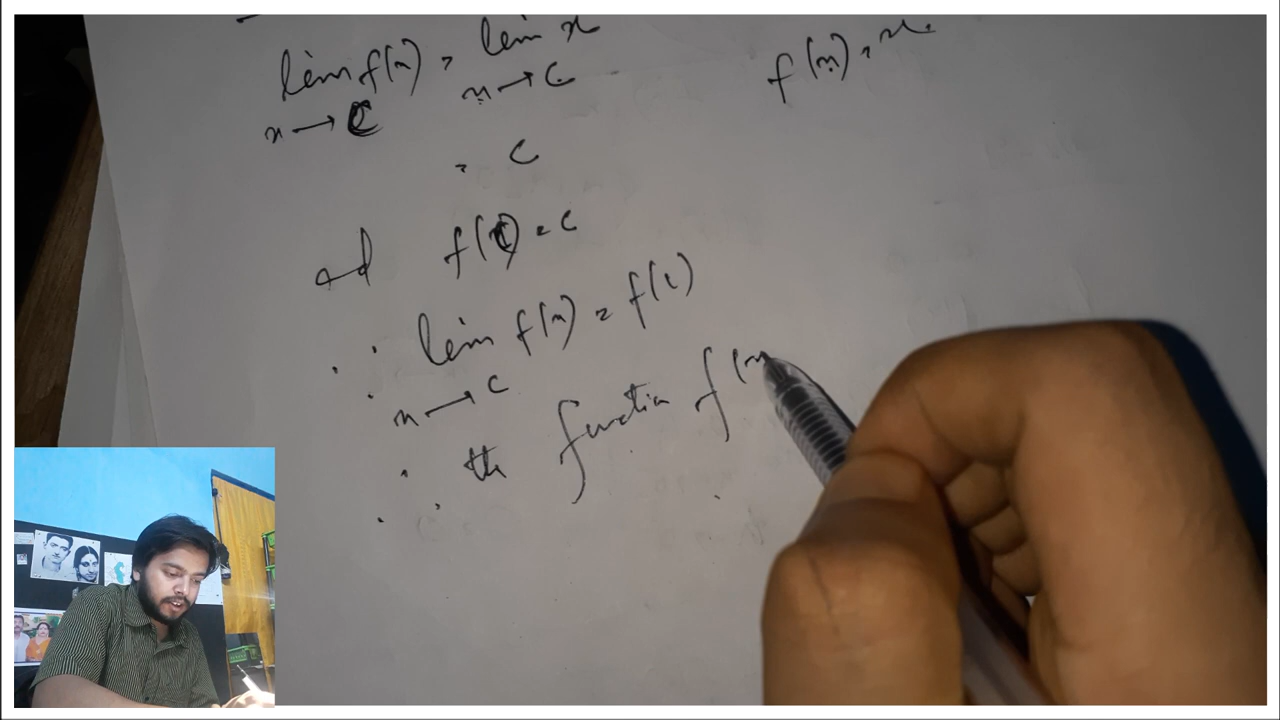 lim f(x) = lim x f(x) = x
x → c x → c
= c
and f(c) = c
∴ lim f(x) = f(c)
x → c
∴ the function f(x